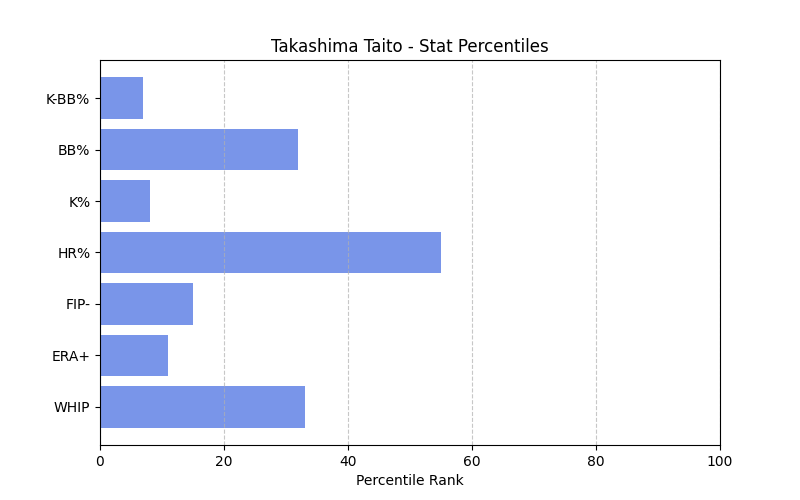 Takashima Taito - Stat Percentiles
K-BB%
BB%
K%
HR%
FIP-
ERA+
WHIP
0 20 40 60 80 100
Percentile Rank